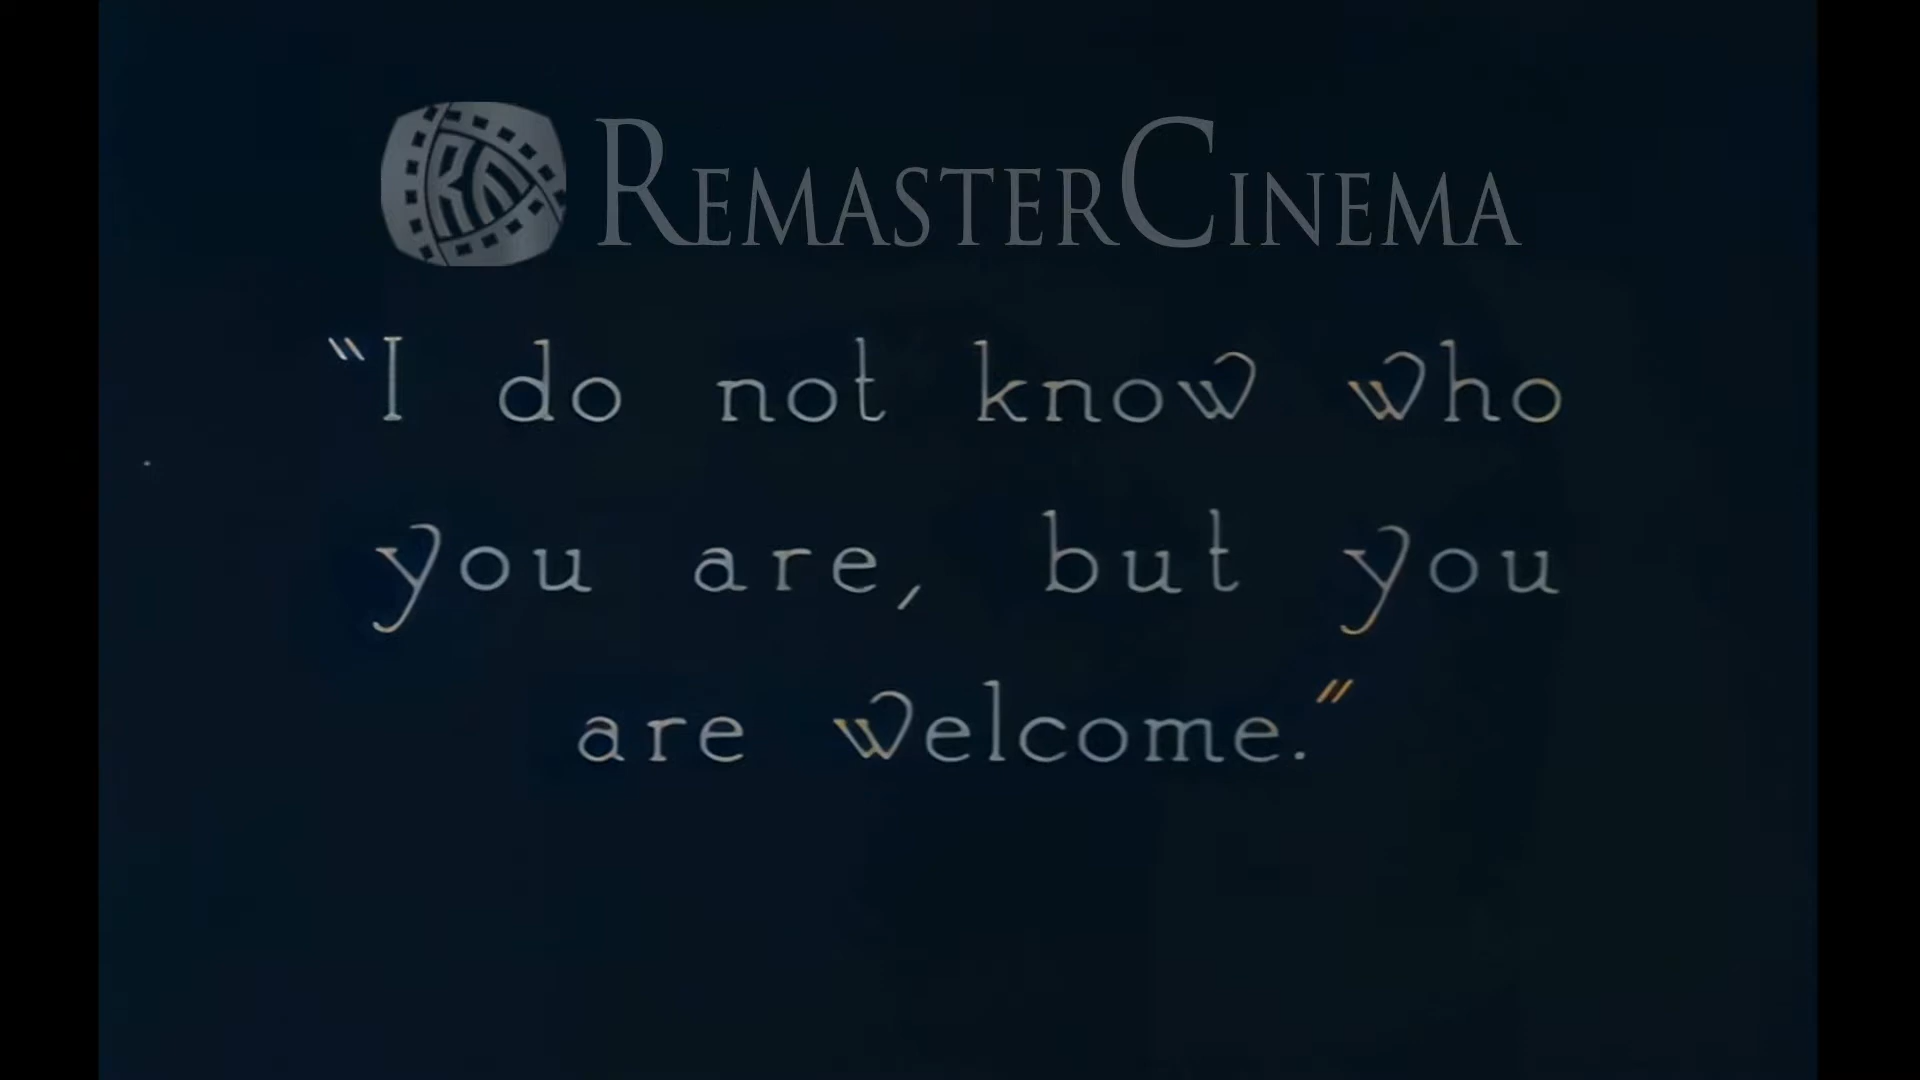 REMASTERCINEMA
"I do not know who
you are, but you
are welcome."